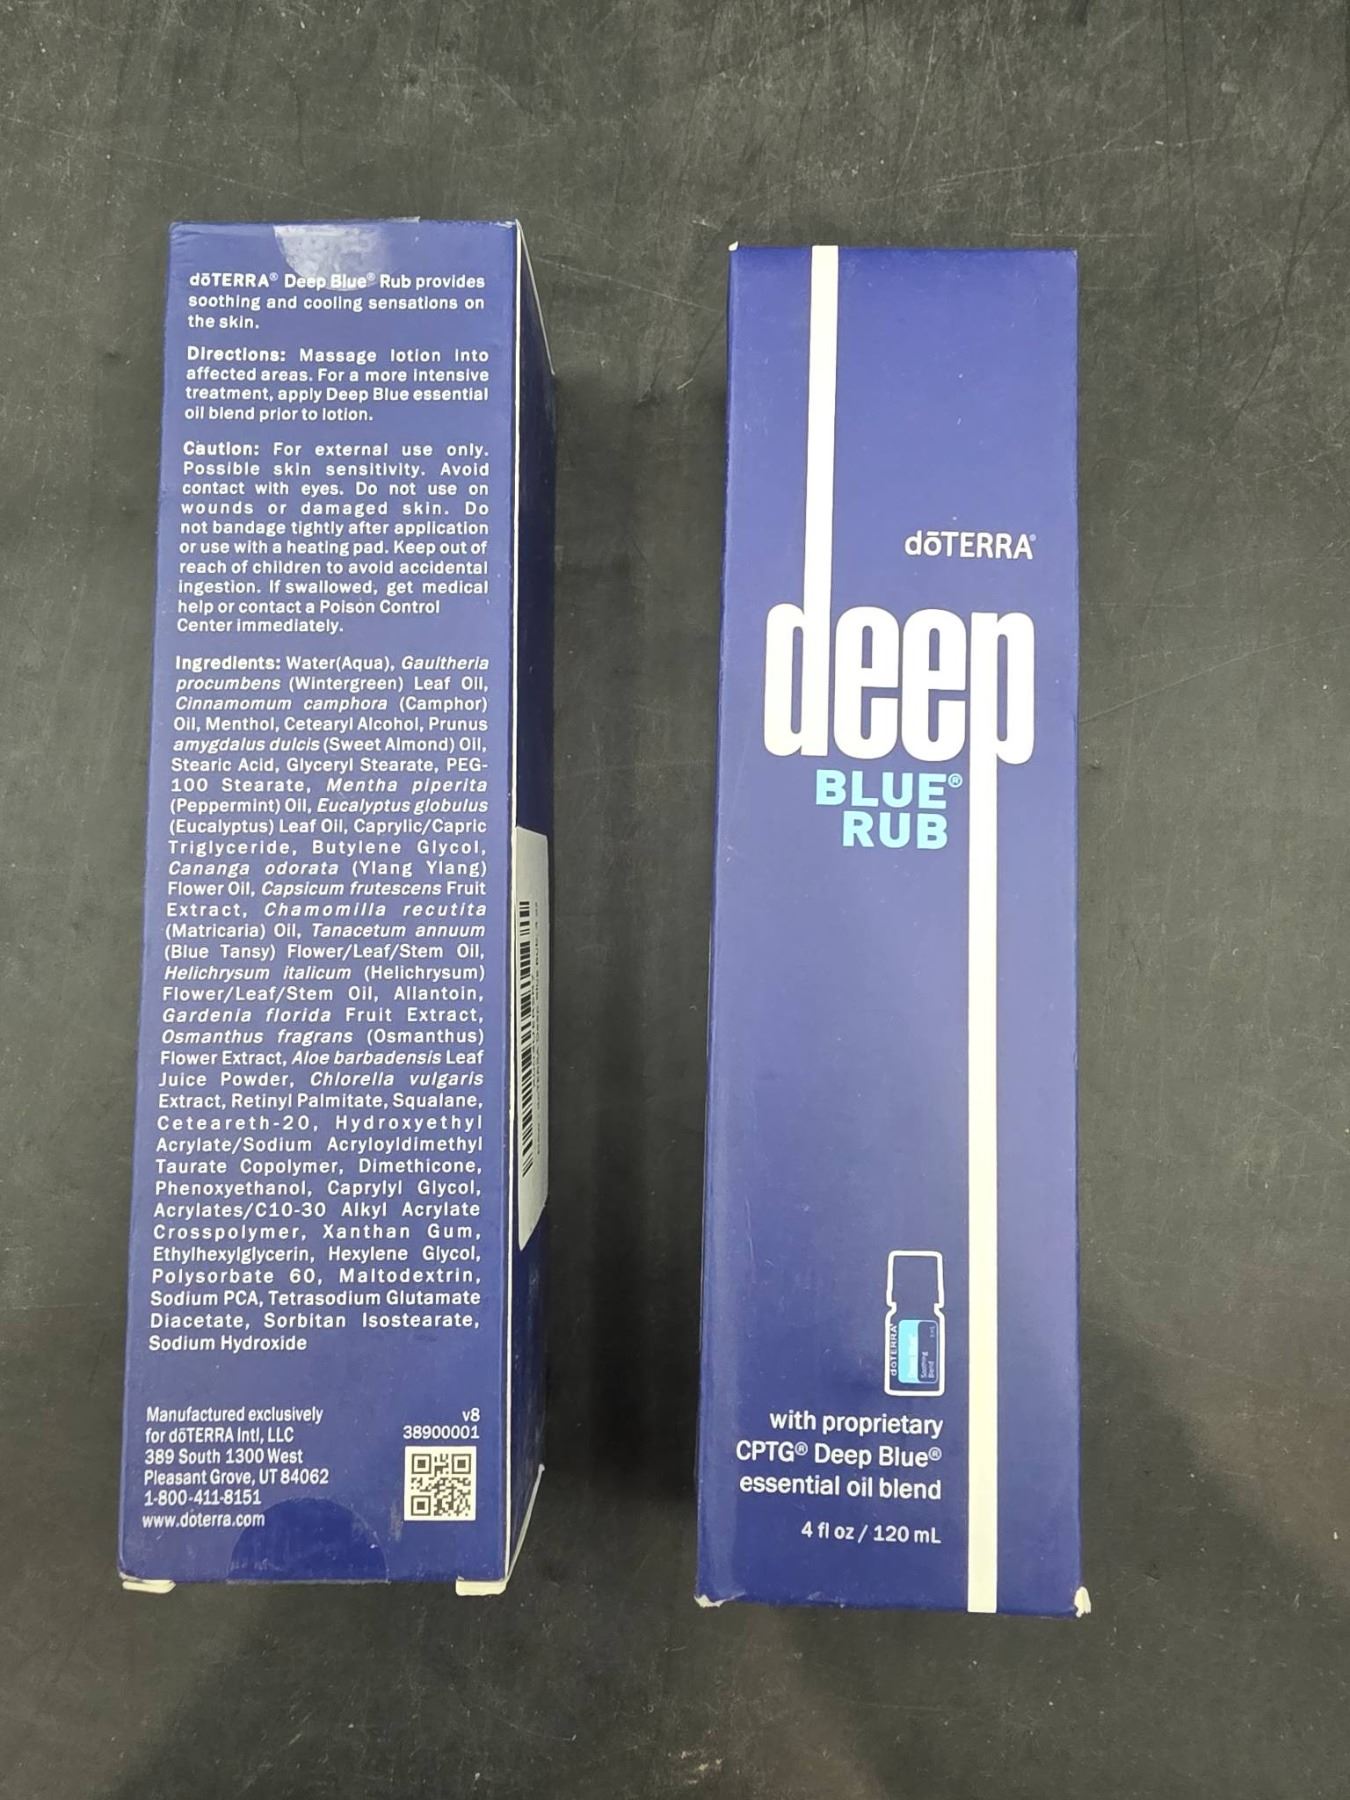 dōTERRA® Deep Blue® Rub provides
soothing and cooling sensations on
the skin.
Directions: Massage lotion into
affected areas. For a more intensive
treatment, apply Deep Blue essential
oil blend prior to lotion.
Caution: For external use only.
Possible skin sensitivity. Avoid
contact with eyes. Do not use on
wounds or damaged skin. Do
not bandage tightly after application
or use with a heating pad. Keep out of
reach of children to avoid accidental
ingestion. If swallowed, get medical
help or contact a Poison Control
Center immediately.
Ingredients: Water(Aqua), Gaultheria
procumbens (Wintergreen) Leaf Oil,
Cinnamomum camphora (Camphor)
Oil, Menthol, Cetearyl Alcohol, Prunus
amygdalus dulcis (Sweet Almond) Oil,
Stearic Acid, Glyceryl Stearate, PEG-
100 Stearate, Mentha piperita
(Peppermint) Oil, Eucalyptus globulus
(Eucalyptus) Leaf Oil, Caprylic/Capric
Triglyceride, Butylene Glycol,
Cananga odorata (Ylang Ylang)
Flower Oil, Capsicum frutescens Fruit
Extract, Chamomilla recutita
(Matricaria) Oil, Tanacetum annuum
(Blue Tansy) Flower/Leaf/Stem Oil,
Helichrysum italicum (Helichrysum)
Flower/Leaf/Stem Oil, Allantoin,
Gardenia florida Fruit Extract,
Osmanthus fragrans (Osmanthus)
Flower Extract, Aloe barbadensis Leaf
Juice Powder, Chlorella vulgaris
Extract, Retinyl Palmitate, Squalane,
Ceteareth-20, Hydroxyethyl
Acrylate/Sodium Acryloyldimethyl
Taurate Copolymer, Dimethicone,
Phenoxyethanol, Caprylyl Glycol,
Acrylates/C10-30 Alkyl Acrylate
Crosspolymer, Xanthan Gum,
Ethylhexylglycerin, Hexylene Glycol,
Polysorbate 60, Maltodextrin,
Sodium PCA, Tetrasodium Glutamate
Diacetate, Sorbitan Isostearate,
Sodium Hydroxide
Manufactured exclusively
for dōTERRA Intl, LLC
389 South 1300 West
Pleasant Grove, UT 84062
1-800-411-8151
www.doterra.com
v8
38900001
dōTERRA®
deep
BLUE®
RUB
dōTERRA
with proprietary
CPTG® Deep Blue®
essential oil blend
4 fl oz / 120 mL